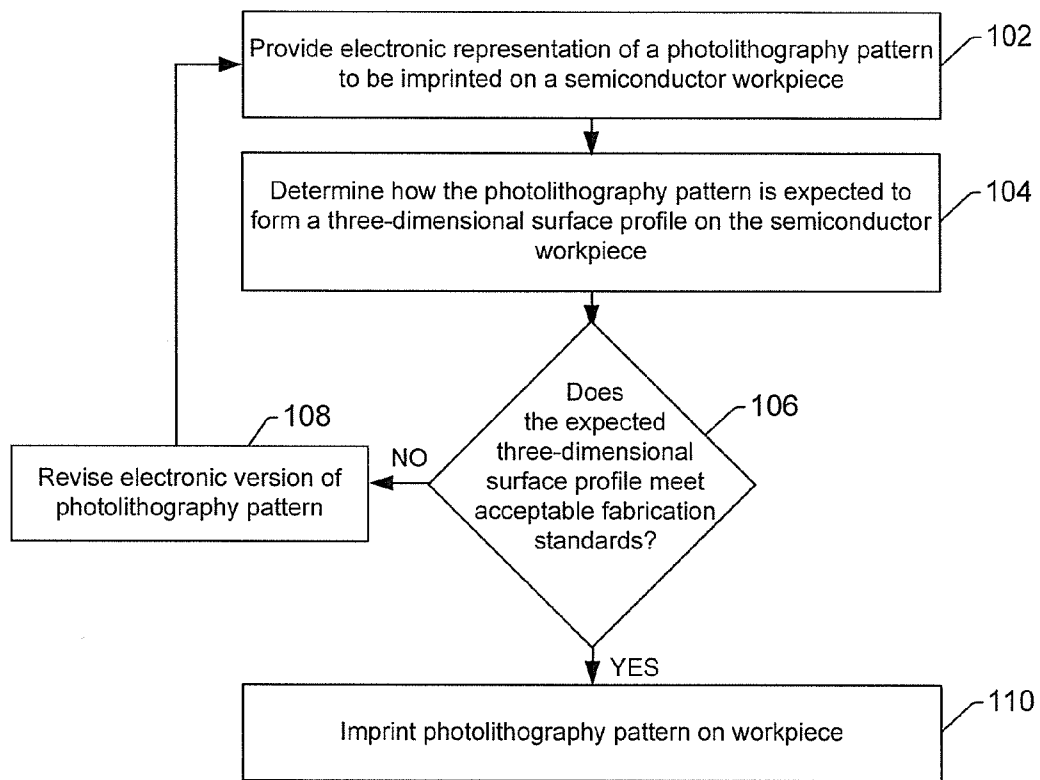 Provide electronic representation of a photolithography pattern
to be imprinted on a semiconductor workpiece
102
Determine how the photolithography pattern is expected to
form a three-dimensional surface profile on the semiconductor
workpiece
104
Does
the expected
three-dimensional
surface profile meet
acceptable fabrication
standards?
106
NO
108
Revise electronic version of
photolithography pattern
YES
Imprint photolithography pattern on workpiece
110